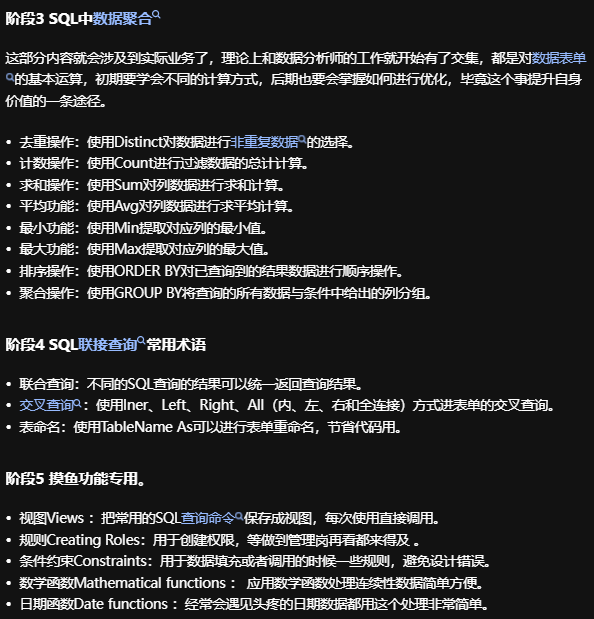 阶段3 SQL中数据聚合
这部分内容就会涉及到实际业务了，理论上和数据分析师的工作就开始有了交集，都是对数据表单
的基本运算，初期要学会不同的计算方式，后期也要会掌握如何进行优化，毕竟这个事提升自身
价值的一条途径。
• 去重操作：使用Distinct对数据进行非重复数据的选择。
• 计数操作：使用Count进行过滤数据的总计计算。
• 求和操作：使用Sum对列数据进行求和计算。
• 平均功能：使用Avg对列数据进行求平均计算。
• 最小功能：使用Min提取对应列的最小值。
• 最大功能：使用Max提取对应列的最大值。
• 排序操作：使用ORDER BY对已查询到的结果数据进行顺序操作。
• 聚合操作：使用GROUP BY将查询的所有数据与条件中给出的列分组。
阶段4 SQL联接查询常用术语
• 联合查询：不同的SQL查询的结果可以统一返回查询结果。
• 交叉查询：使用Iner、Left、Right、All（内、左、右和全连接）方式进表单的交叉查询。
• 表命名：使用TableName As可以进行表单重命名，节省代码用。
阶段5 摸鱼功能专用。
• 视图Views ：把常用的SQL查询命令保存成视图，每次使用直接调用。
• 规则Creating Roles：用于创建权限，等做到管理岗再看都来得及 。
• 条件约束Constraints：用于数据填充或者调用的时候一些规则，避免设计错误。
• 数学函数Mathematical functions ： 应用数学函数处理连续性数据简单方便。
• 日期函数Date functions ：经常会遇见头疼的日期数据都用这个处理非常简单。